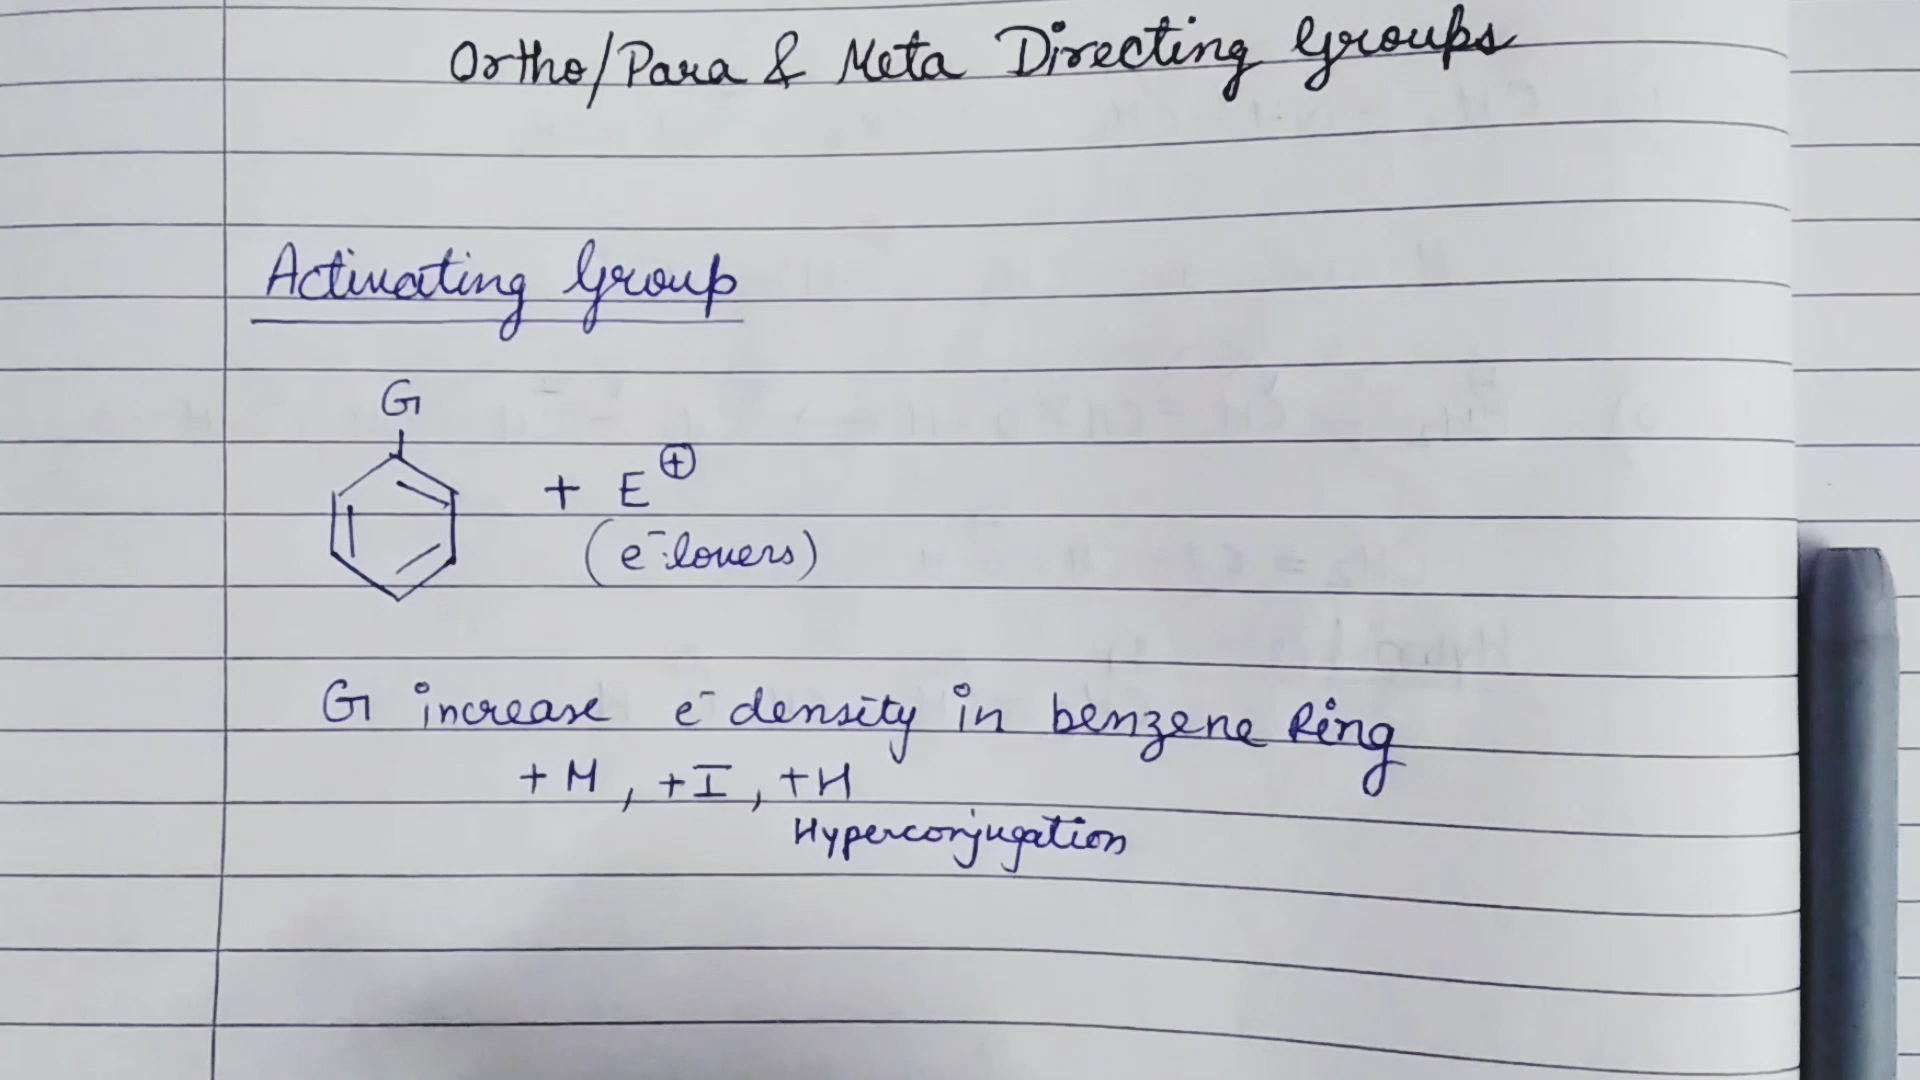 Ortho/Para & Meta Directing Groups
Activating Group
G
+ E⊕
(e⁻ lovers)
G increase e⁻ density in benzene Ring
+M, +I, +H
Hyperconjugation